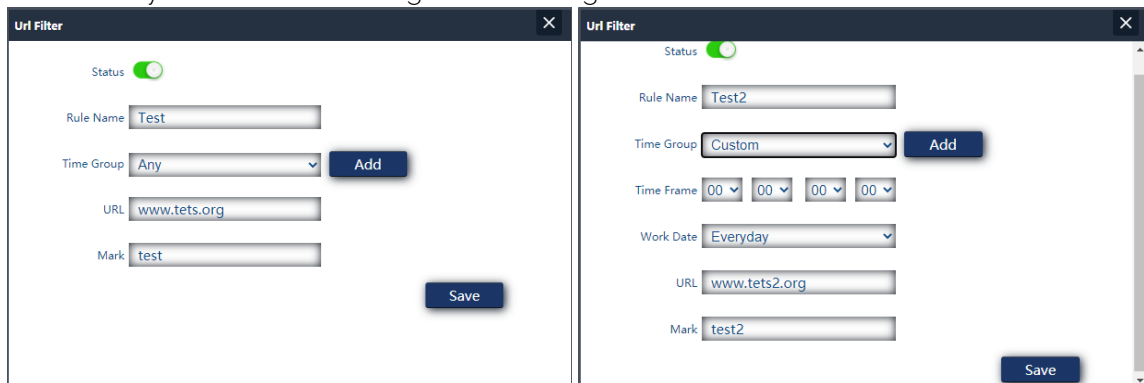 Url Filter
Status
Rule Name Test
Time Group Any Add
URL www.tets.org
Mark test
Save
Url Filter
Status
Rule Name Test2
Time Group Custom Add
Time Frame 00 00 00 00
Work Date Everyday
URL www.tets2.org
Mark test2
Save